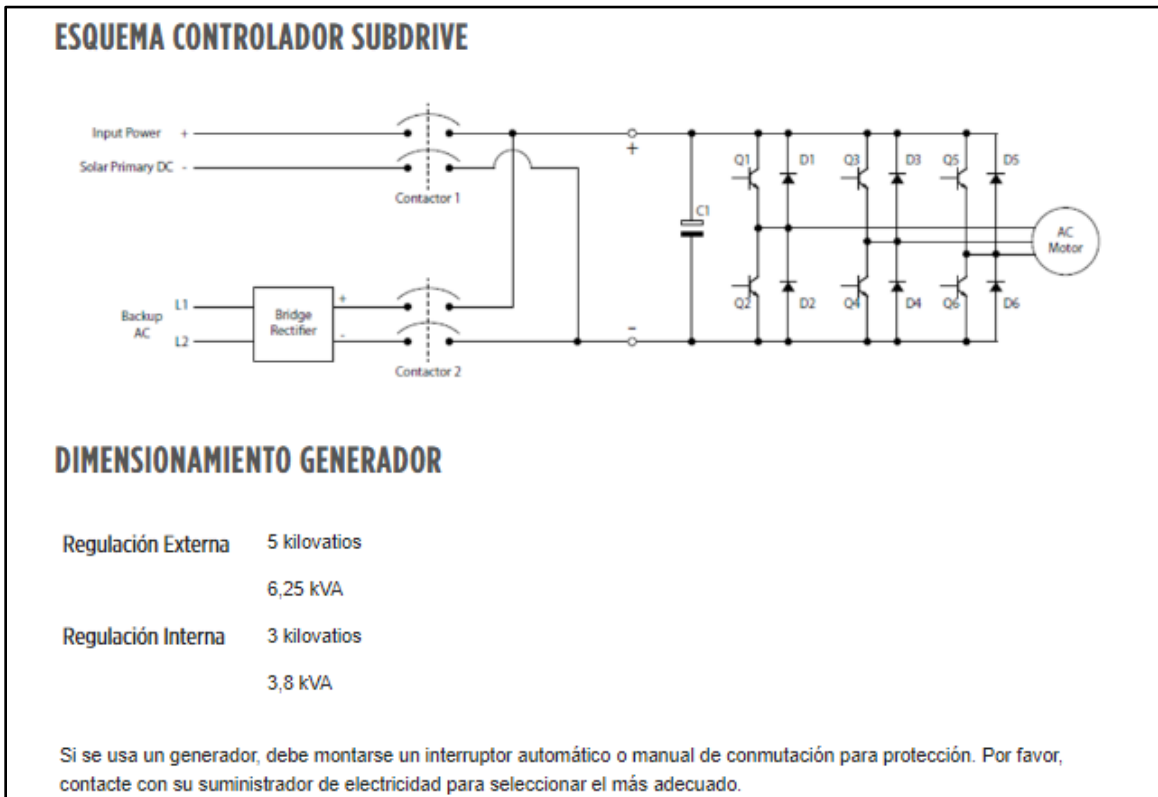 ESQUEMA CONTROLADOR SUBDRIVE
Input Power +
Solar Primary DC -
Contactor 1
Backup AC
L1
L2
Bridge Rectifier
+
-
Contactor 2
+
-
C1
Q1 D1 Q3 D3 Q5 D5
Q2 D2 Q4 D4 Q6 D6
AC Motor
DIMENSIONAMIENTO GENERADOR
Regulación Externa 5 kilovatios
6,25 kVA
Regulación Interna 3 kilovatios
3,8 kVA
Si se usa un generador, debe montarse un interruptor automático o manual de conmutación para protección. Por favor,
contacte con su suministrador de electricidad para seleccionar el más adecuado.